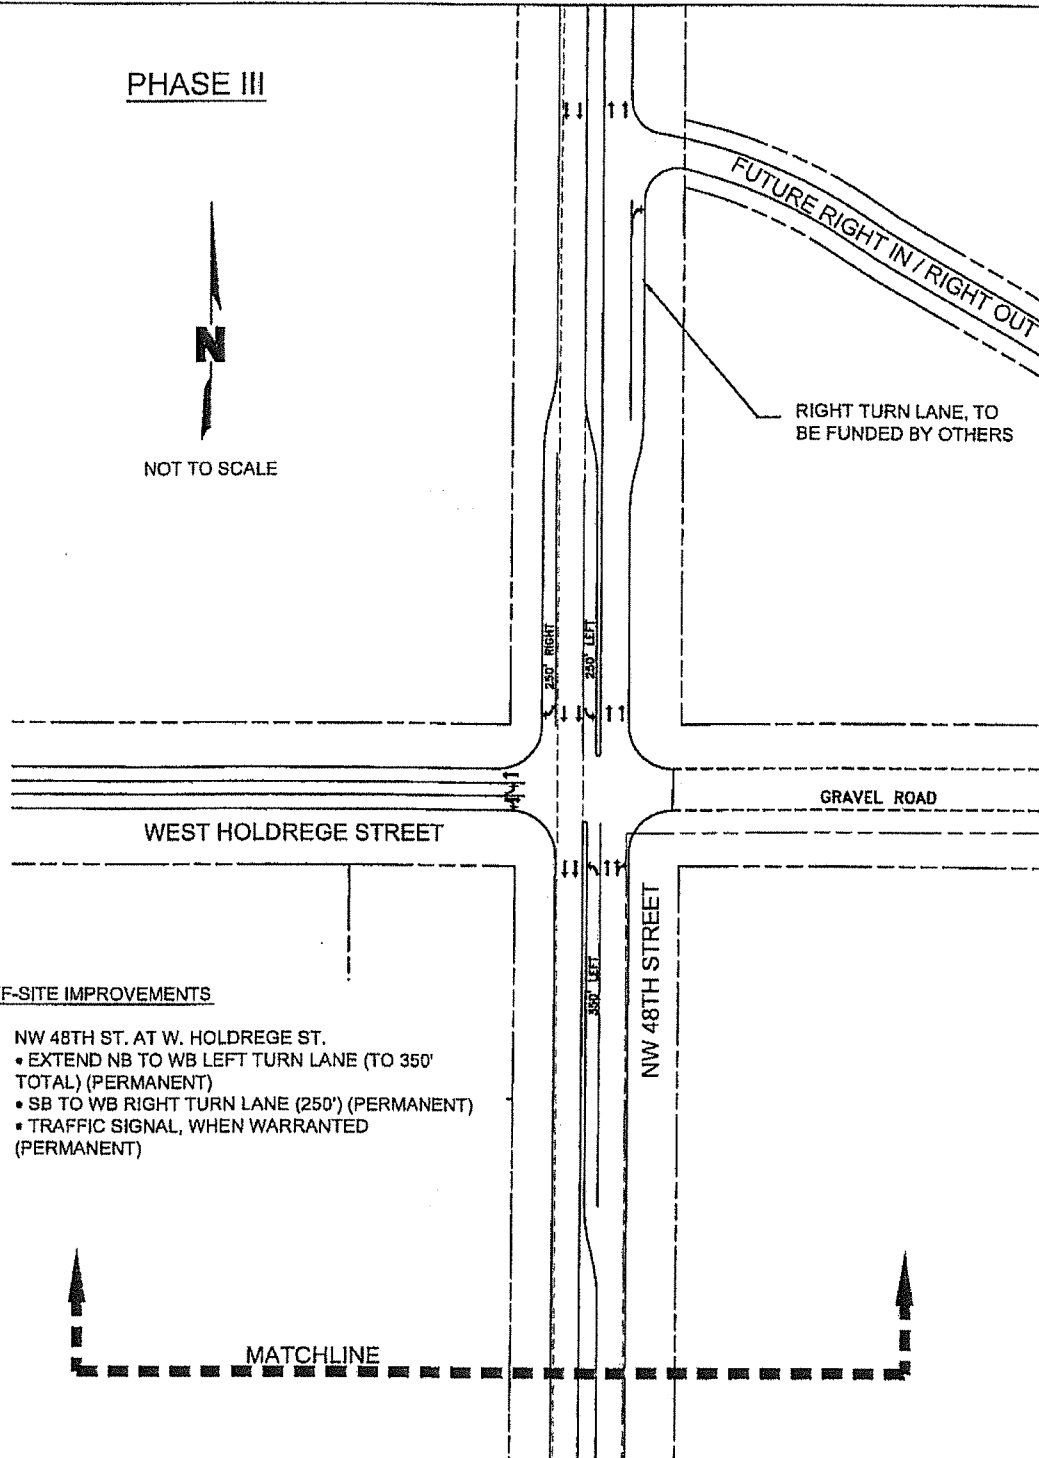 PHASE III
FUTURE RIGHT IN / RIGHT OUT
N
RIGHT TURN LANE, TO
BE FUNDED BY OTHERS
NOT TO SCALE
250' RIGHT
250' LEFT
GRAVEL ROAD
WEST HOLDREGE STREET
NW 48TH STREET
350' LEFT
F-SITE IMPROVEMENTS
NW 48TH ST. AT W. HOLDREGE ST.
• EXTEND NB TO WB LEFT TURN LANE (TO 350'
TOTAL) (PERMANENT)
• SB TO WB RIGHT TURN LANE (250') (PERMANENT)
• TRAFFIC SIGNAL, WHEN WARRANTED
(PERMANENT)
MATCHLINE